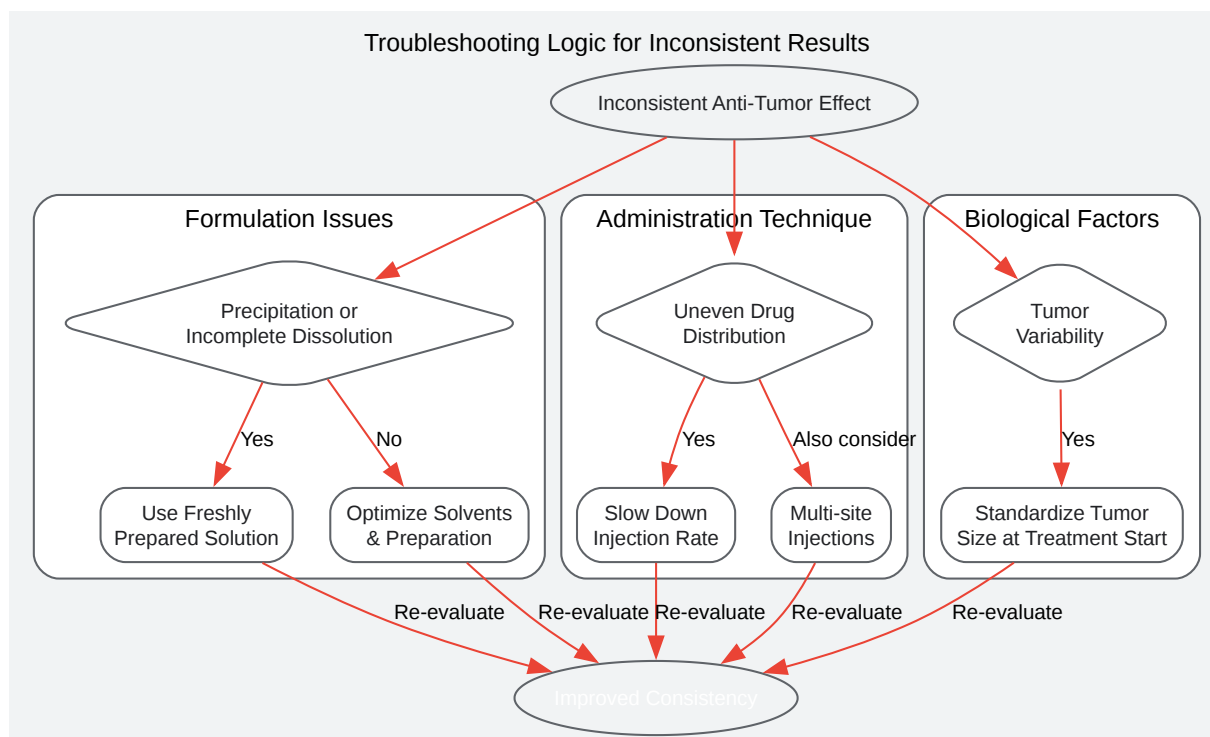 Troubleshooting Logic for Inconsistent Results
Inconsistent Anti-Tumor Effect
Formulation Issues
Administration Technique
Biological Factors
Precipitation or
Incomplete Dissolution
Uneven Drug
Distribution
Tumor
Variability
Yes
No
Yes
Also consider
Yes
Use Freshly
Prepared Solution
Optimize Solvents
& Preparation
Slow Down
Injection Rate
Multi-site
Injections
Standardize Tumor
Size at Treatment Start
Re-evaluate
Re-evaluate
Re-evaluate
Re-evaluate
Re-evaluate
Improved Consistency